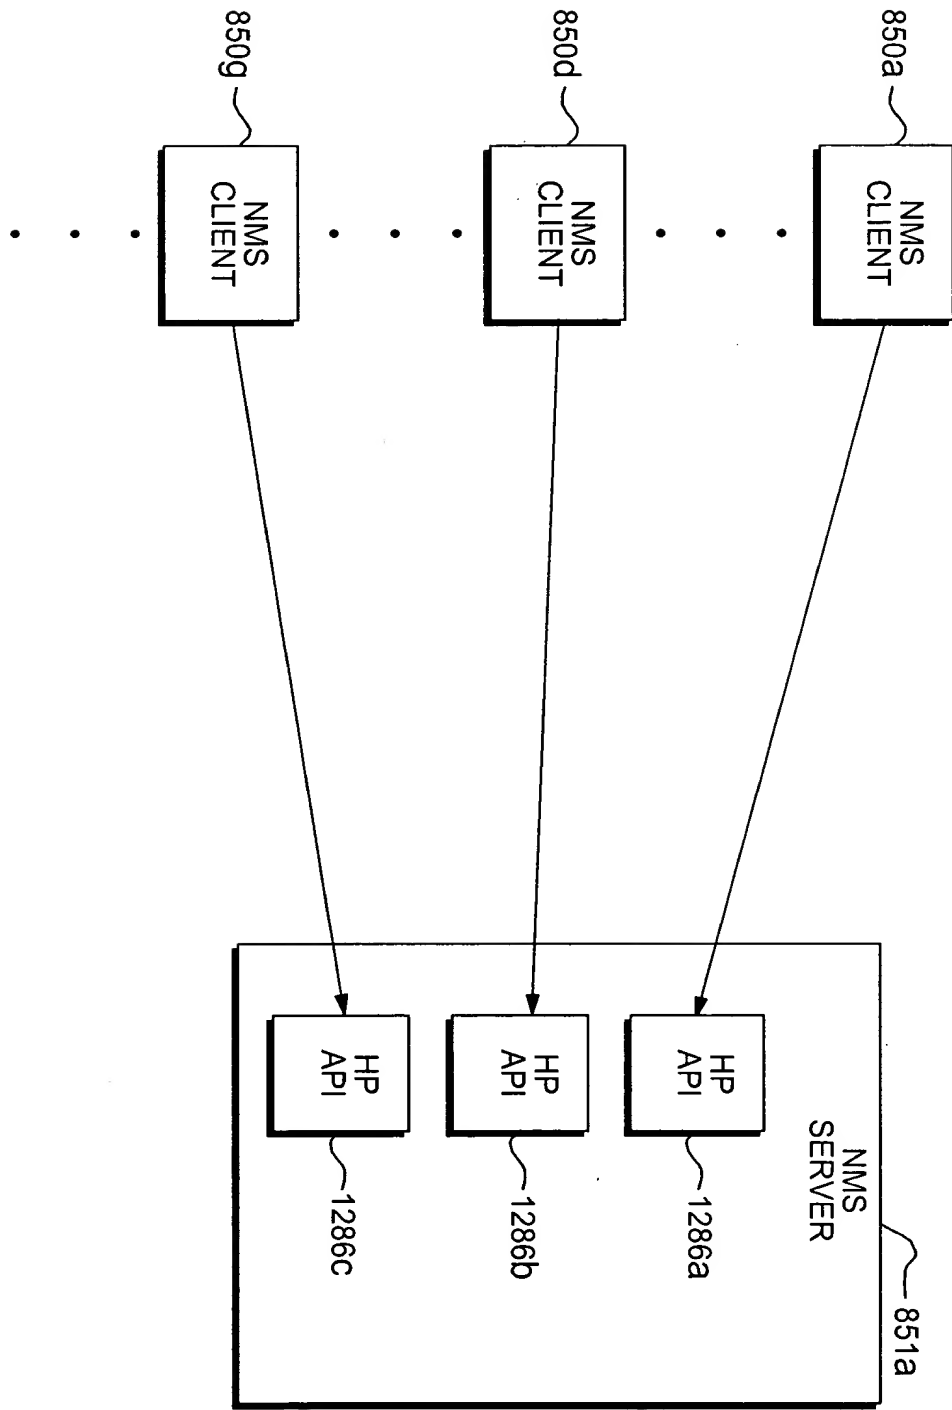 850a
NMS
CLIENT
850d
NMS
CLIENT
850g
NMS
CLIENT
NMS
SERVER
851a
HP
API
1286a
HP
API
1286b
HP
API
1286c